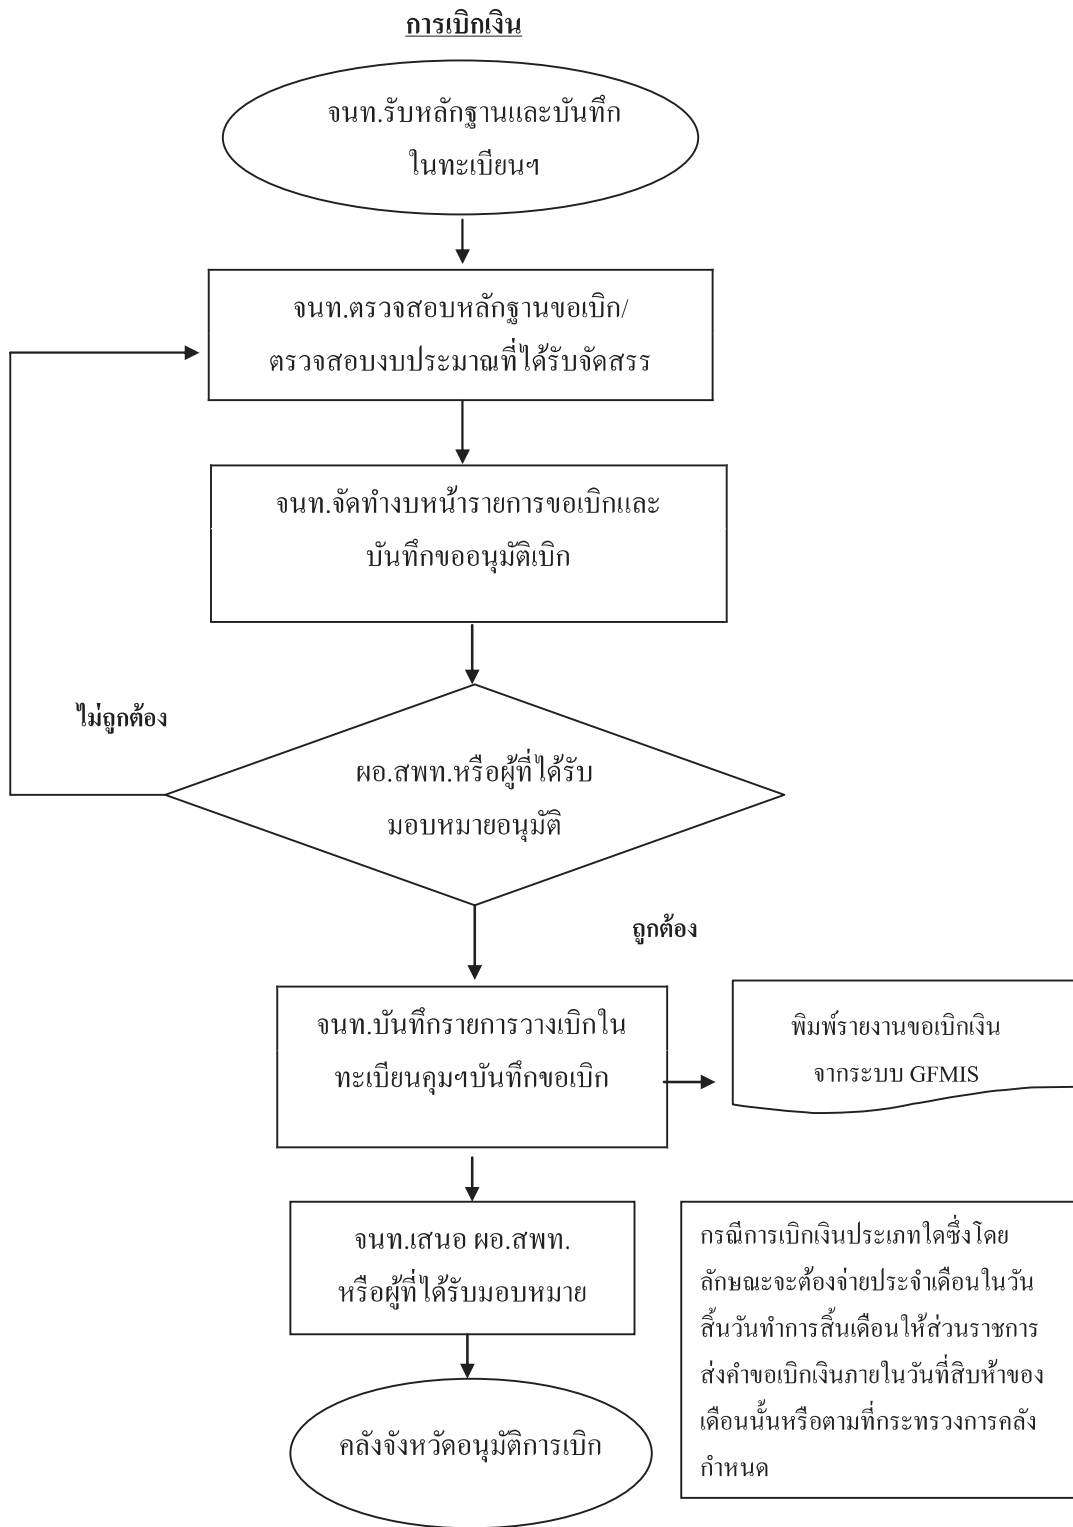 การเบิกเงิน
จนท.รับหลักฐานและบันทึก
ในทะเบียนฯ
จนท.ตรวจสอบหลักฐานขอเบิก/
ตรวจสอบงบประมาณที่ได้รับจัดสรร
จนท.จัดทำงบหน้ารายการขอเบิกและ
บันทึกขออนุมัติเบิก
ไม่ถูกต้อง
ผอ.สพท.หรือผู้ที่ได้รับ
มอบหมายอนุมัติ
ถูกต้อง
จนท.บันทึกรายการวางเบิกใน
ทะเบียนคุมฯบันทึกขอเบิก
พิมพ์รายงานขอเบิกเงิน
จากระบบ GFMIS
จนท.เสนอ ผอ.สพท.
หรือผู้ที่ได้รับมอบหมาย
กรณีการเบิกเงินประเภทใดซึ่งโดย
ลักษณะจะต้องจ่ายประจำเดือนในวัน
สิ้นวันทำการสิ้นเดือนให้ส่วนราชการ
ส่งคำขอเบิกเงินภายในวันที่สิบห้าของ
เดือนนั้นหรือตามที่กระทรวงการคลัง
กำหนด
คลังจังหวัดอนุมัติการเบิก